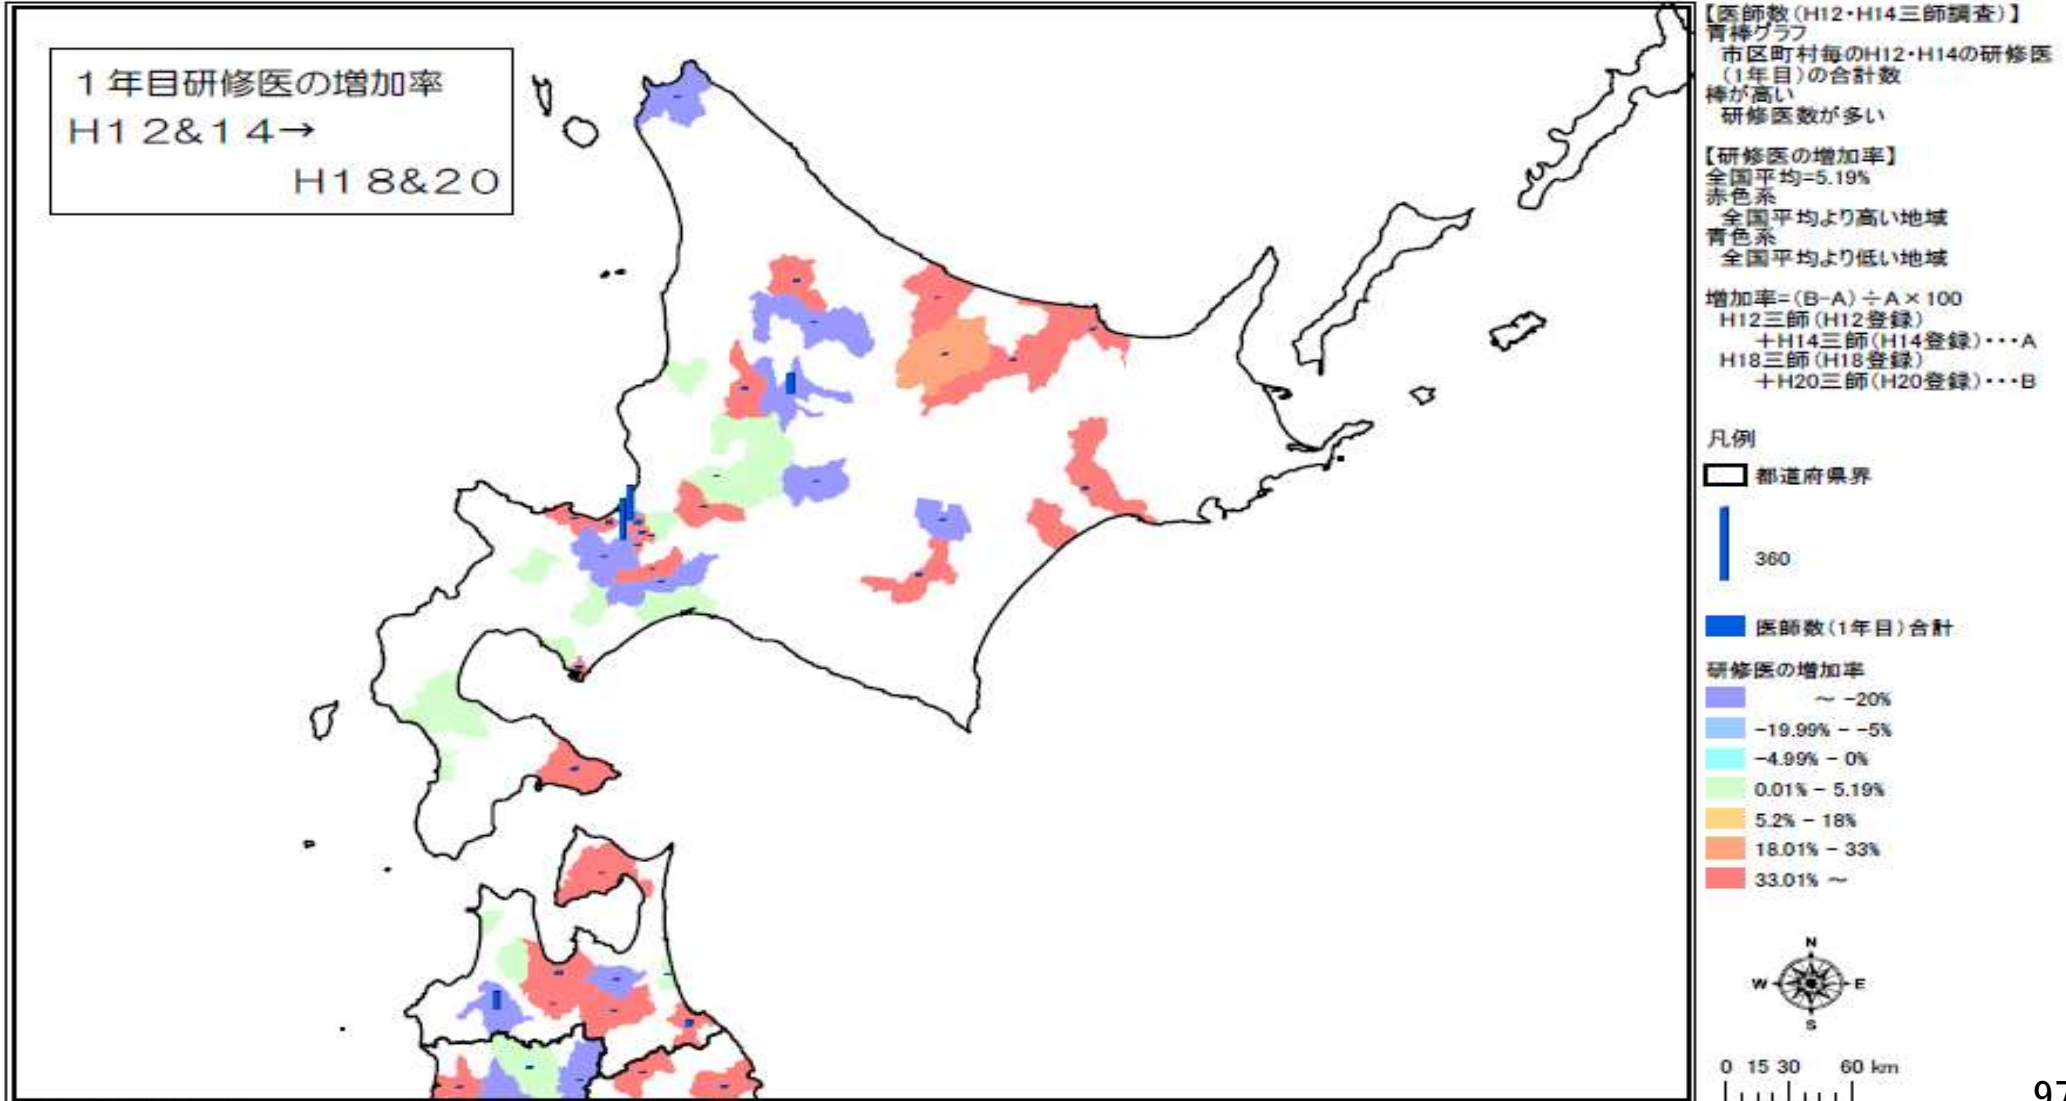 １年目研修医の増加率
H１２&１４→
H１８&２０
【医師数（H12・H14三師調査）】
青棒グラフ
市区町村毎のH12・H14の研修医
（1年目）の合計数
棒が高い
研修医数が多い
【研修医の増加率】
全国平均=5.19%
赤色系
全国平均より高い地域
青色系
全国平均より低い地域
増加率=（B-A）÷A×100
H12三師（H12登録）
＋H14三師（H14登録）・・・A
H18三師（H18登録）
＋H20三師（H20登録）・・・B
凡例
都道府県界
360
医師数（1年目）合計
研修医の増加率
～ -20%
-19.99% - -5%
-4.99% - 0%
0.01% - 5.19%
5.2% - 18%
18.01% - 33%
33.01% ～
N
W E
S
0 15 30 60 km
97